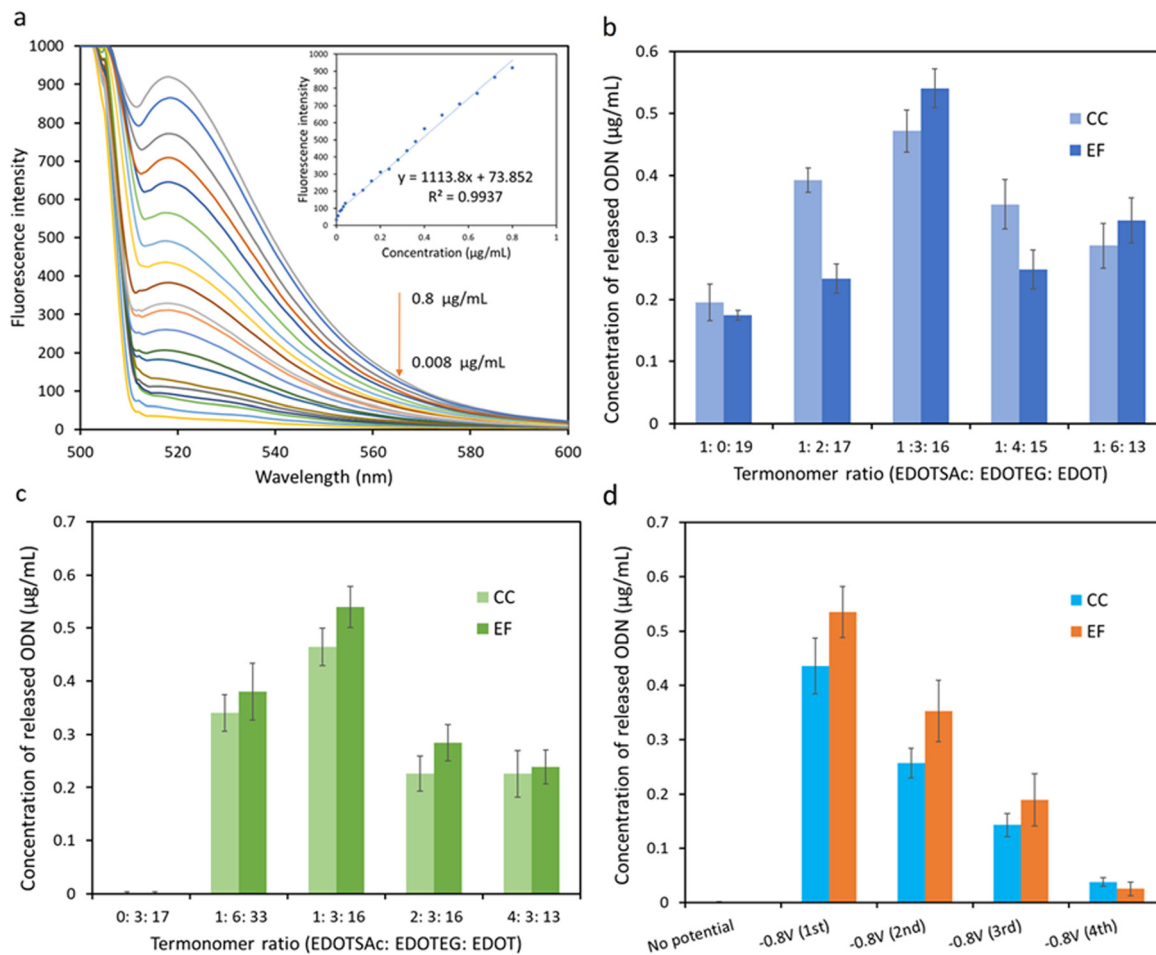 a
1000
900
800
700
600
500
400
300
200
100
0
Fluorescence intensity
500 520 540 560 580 600
Wavelength (nm)
1000
900
800
700
600
500
400
300
200
100
0
Fluorescence intensity
0 0.2 0.4 0.6 0.8 1
Concentration (µg/mL)
y = 1113.8x + 73.852
R² = 0.9937
0.8 µg/mL
0.008 µg/mL
b
0.6
0.5
0.4
0.3
0.2
0.1
0
Concentration of released ODN (µg/mL)
CC
EF
1: 0: 19 1: 2: 17 1 :3: 16 1: 4: 15 1: 6: 13
Termonomer ratio (EDOTSAc: EDOTEG: EDOT)
c
0.7
0.6
0.5
0.4
0.3
0.2
0.1
0
Concentration of released ODN (µg/mL)
CC
EF
0: 3: 17 1: 6: 33 1: 3: 16 2: 3: 16 4: 3: 13
Termonomer ratio (EDOTSAc: EDOTEG: EDOT)
d
0.7
0.6
0.5
0.4
0.3
0.2
0.1
0
Concentration of released ODN (µg/mL)
CC
EF
No potential -0.8V (1st) -0.8V (2nd) -0.8V (3rd) -0.8V (4th)